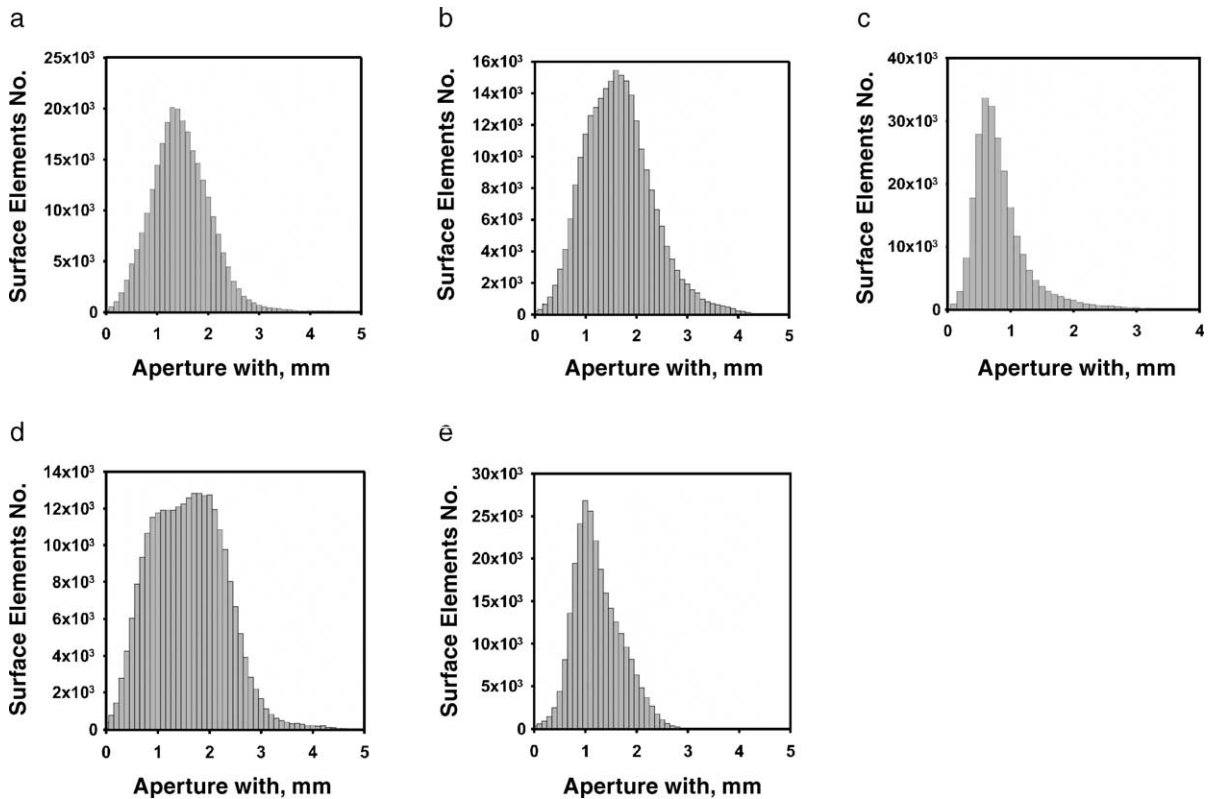 a
25x10³
20x10³
15x10³
10x10³
5x10³
0
0 1 2 3 4 5
Surface Elements No.
Aperture with, mm
b
16x10³
14x10³
12x10³
10x10³
8x10³
6x10³
4x10³
2x10³
0
0 1 2 3 4 5
Surface Elements No.
Aperture with, mm
c
40x10³
30x10³
20x10³
10x10³
0
0 1 2 3 4
Surface Elements No.
Aperture with, mm
d
14x10³
12x10³
10x10³
8x10³
6x10³
4x10³
2x10³
0
0 1 2 3 4 5
Surface Elements No.
Aperture with, mm
e
30x10³
25x10³
20x10³
15x10³
10x10³
5x10³
0
0 1 2 3 4 5
Surface Elements No.
Aperture with, mm